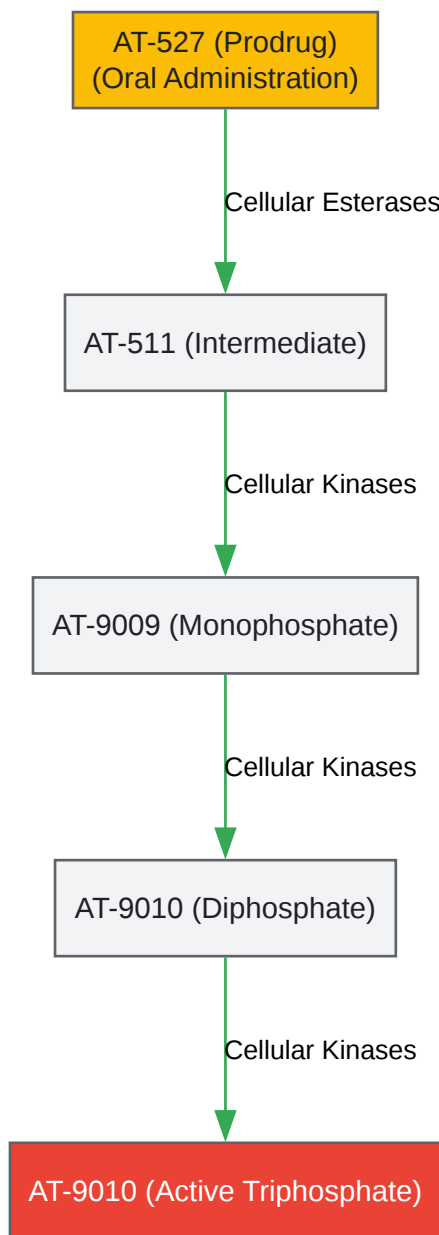 AT-527 (Prodrug)
(Oral Administration)
Cellular Esterases
AT-511 (Intermediate)
Cellular Kinases
AT-9009 (Monophosphate)
Cellular Kinases
AT-9010 (Diphosphate)
Cellular Kinases
AT-9010 (Active Triphosphate)